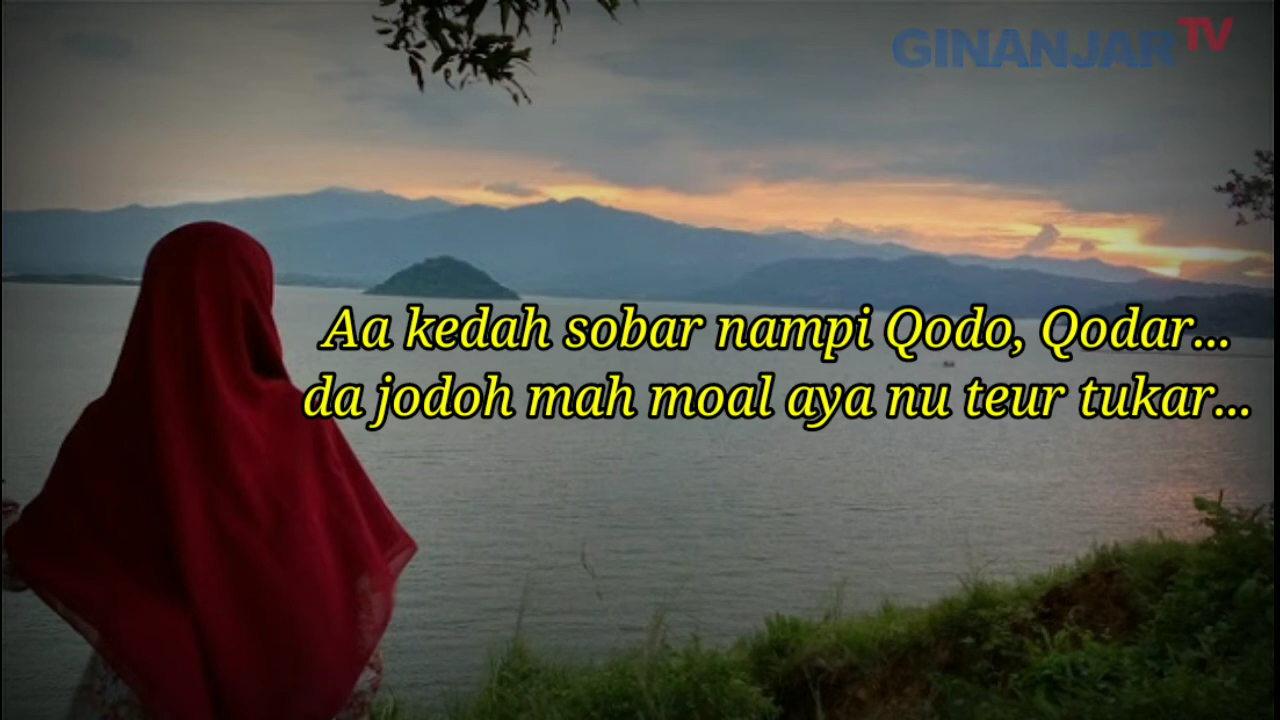 GINANJAR TV
Aa kedah sobar nampi Qodo, Qodar...
da jodoh mah moal aya nu teur tukar...